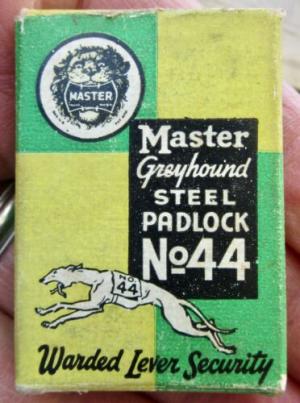 MASTER
Master
Greyhound
STEEL
PADLOCK
No44
NO.
44
Warded Lever Security